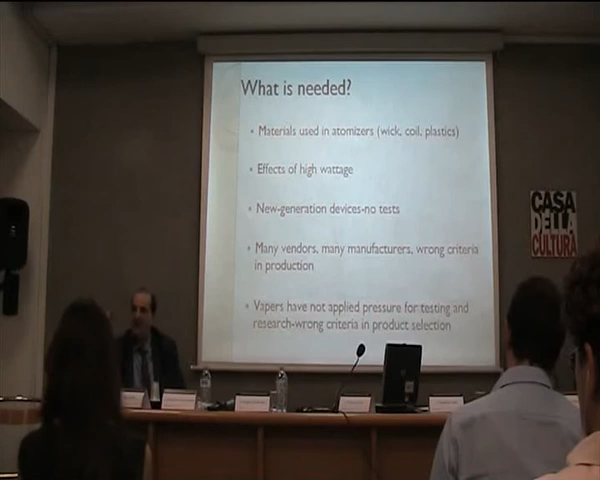 What is needed?
• Materials used in atomizers (wick, coil, plastics)
• Effects of high wattage
• New-generation devices-no tests
• Many vendors, many manufacturers, wrong criteria
in production
• Vapers have not applied pressure for testing and
research-wrong criteria in product selection
CASA
DELLA
CULTURA